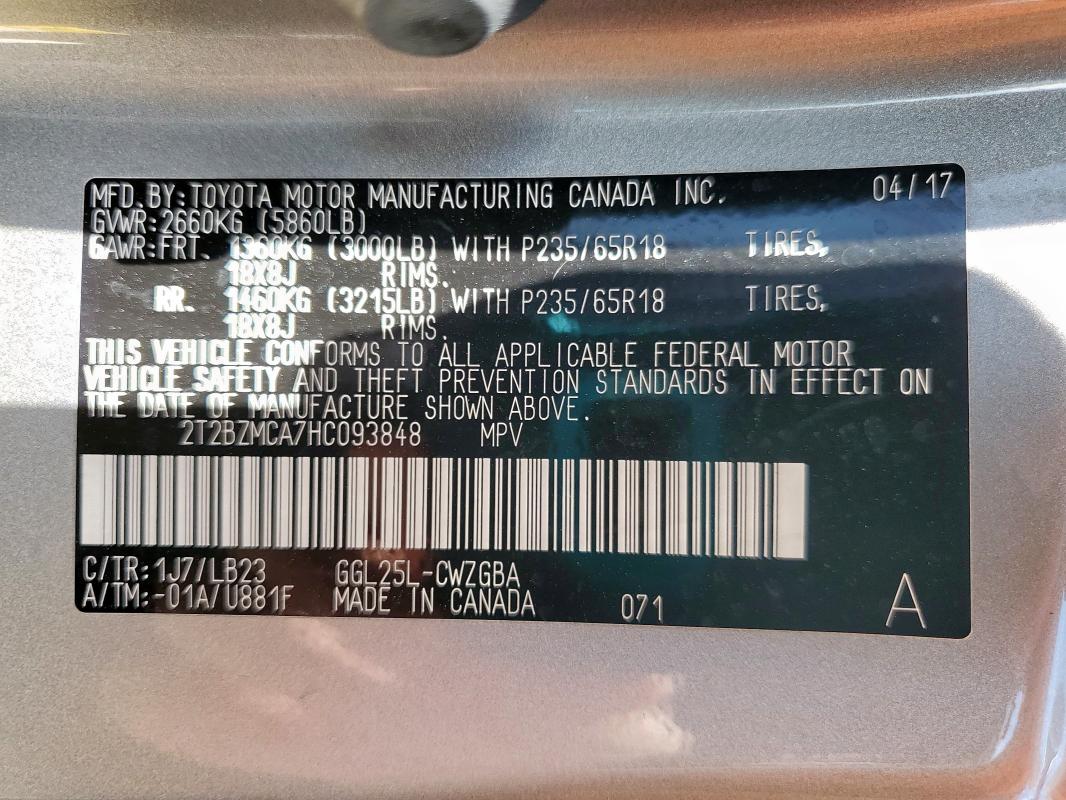 MFD.BY:TOYOTA MOTOR MANUFACTURING CANADA INC. 04/17
GVWR:2660KG (5860LB)
GAWR:FRT. 1360KG (3000LB) WITH P235/65R18 TIRES,
18X8J RIMS.
RR. 1460KG (3215LB) WITH P235/65R18 TIRES,
18X8J RIMS.
THIS VEHICLE CONFORMS TO ALL APPLICABLE FEDERAL MOTOR
VEHICLE SAFETY AND THEFT PREVENTION STANDARDS IN EFFECT ON
THE DATE OF MANUFACTURE SHOWN ABOVE.
2T2BZMCA7HC093848 MPV
C/TR:1J7/LB23 GGL25L-CWZGBA
A/TM:-01A/U881F MADE IN CANADA 071 A